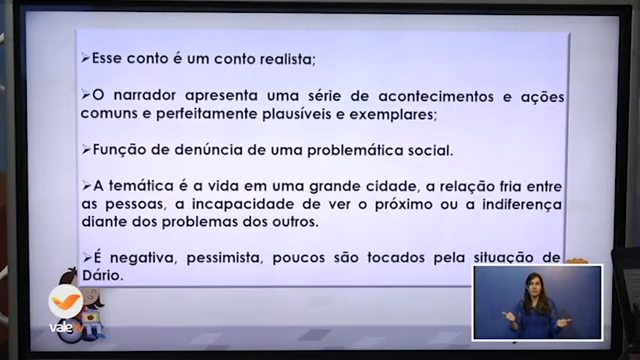 ➢Esse conto é um conto realista;
➢O narrador apresenta uma série de acontecimentos e ações
comuns e perfeitamente plausíveis e exemplares;
➢Função de denúncia de uma problemática social.
➢A temática é a vida em uma grande cidade, a relação fria entre
as pessoas, a incapacidade de ver o próximo ou a indiferença
diante dos problemas dos outros.
➢É negativa, pessimista, poucos são tocados pela situação de
Dário.
vale